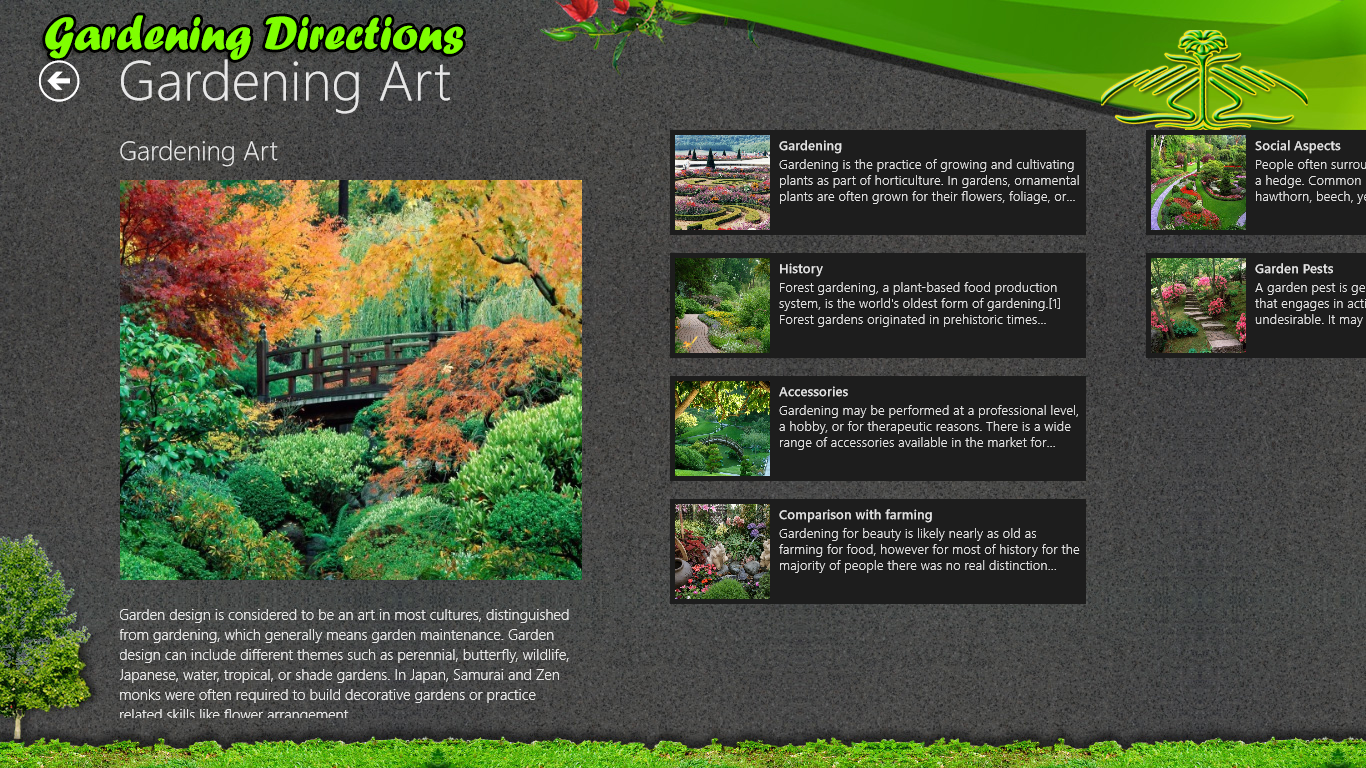 Gardening Directions
Gardening Art
Gardening Art
Garden design is considered to be an art in most cultures, distinguished
from gardening, which generally means garden maintenance. Garden
design can include different themes such as perennial, butterfly, wildlife,
Japanese, water, tropical, or shade gardens. In Japan, Samurai and Zen
monks were often required to build decorative gardens or practice
related skills like flower arrangement
Gardening
Gardening is the practice of growing and cultivating
plants as part of horticulture. In gardens, ornamental
plants are often grown for their flowers, foliage, or...
History
Forest gardening, a plant-based food production
system, is the world's oldest form of gardening.[1]
Forest gardens originated in prehistoric times...
Accessories
Gardening may be performed at a professional level,
a hobby, or for therapeutic reasons. There is a wide
range of accessories available in the market for...
Comparison with farming
Gardening for beauty is likely nearly as old as
farming for food, however for most of history for the
majority of people there was no real distinction...
Social Aspects
People often surrou
a hedge. Common
hawthorn, beech, ye
Garden Pests
A garden pest is ge
that engages in acti
undesirable. It may